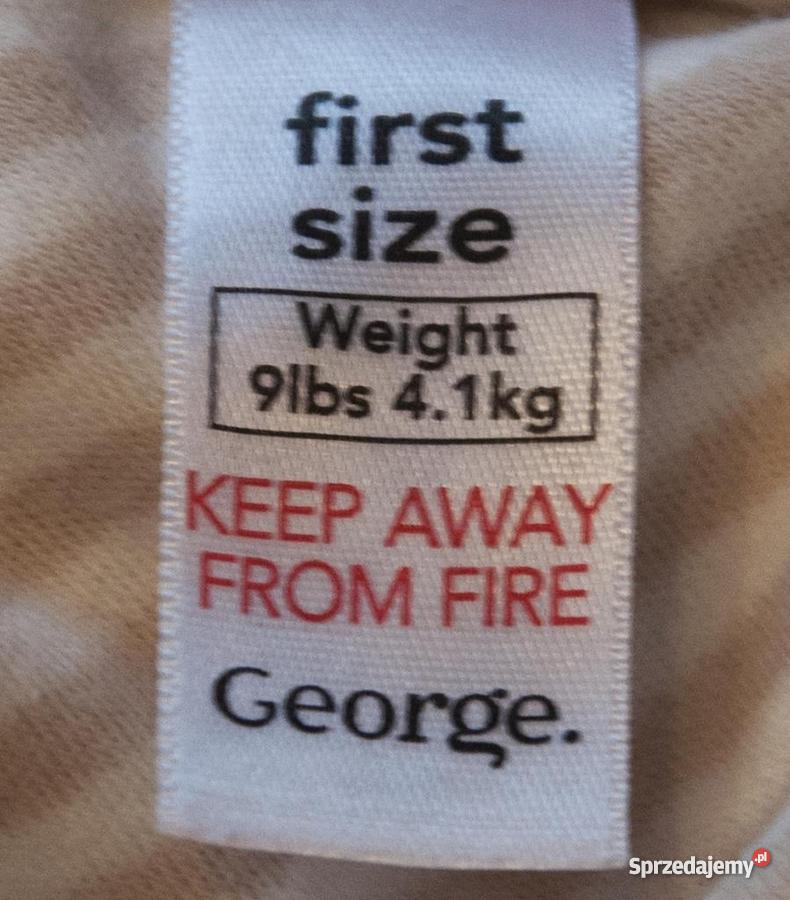 first
size
Weight
9lbs 4.1kg
KEEP AWAY
FROM FIRE
George.
Sprzedajemy.pl